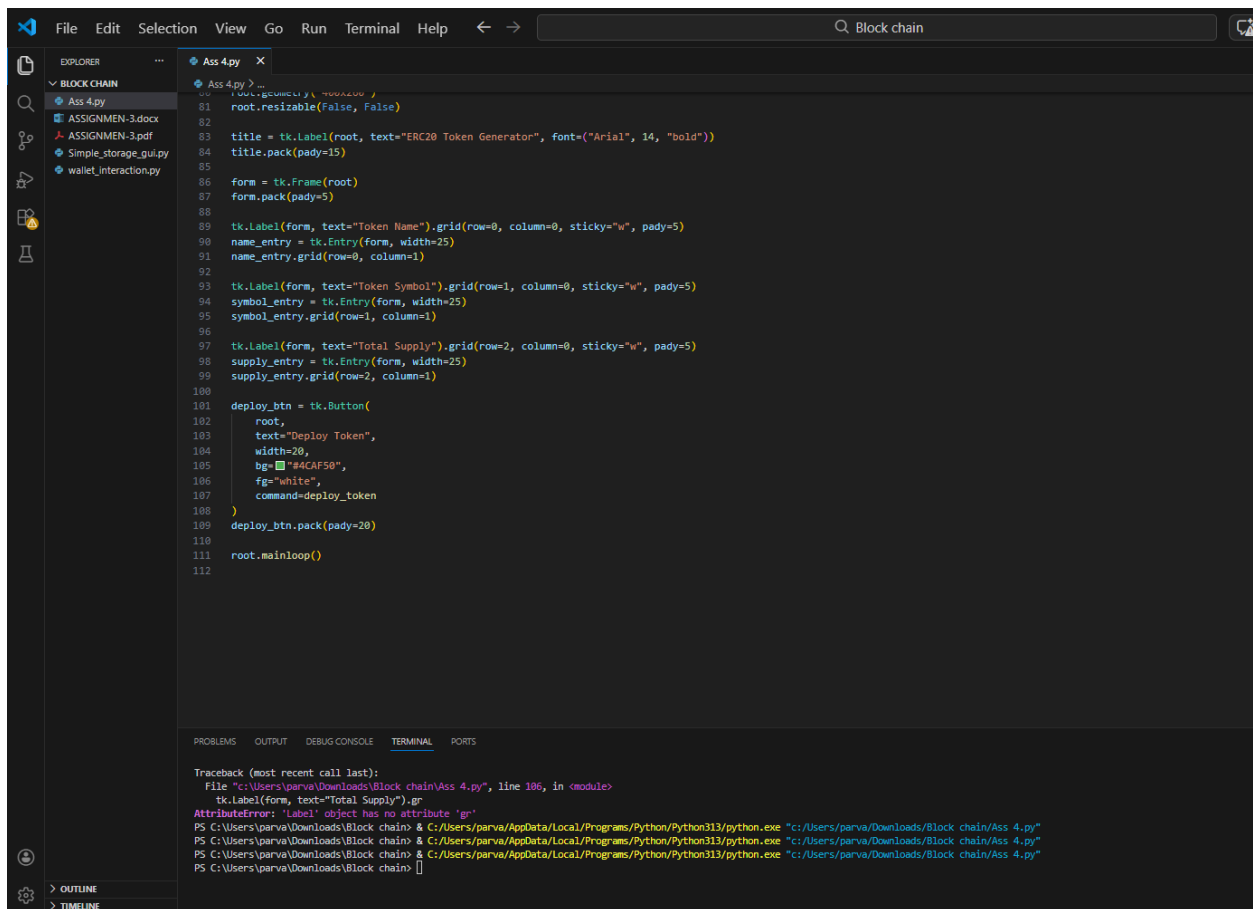 File Edit Selection View Go Run Terminal Help
Block chain
EXPLORER
Ass 4.py
BLOCK CHAIN
Ass 4.py
ASSIGNMEN-3.docx
ASSIGNMEN-3.pdf
Simple_storage_gui.py
wallet_interaction.py
OUTLINE
TIMELINE
Ass 4.py > ...
81 root.resizable(False, False)
82
83 title = tk.Label(root, text="ERC20 Token Generator", font=("Arial", 14, "bold"))
84 title.pack(pady=15)
85
86 form = tk.Frame(root)
87 form.pack(pady=5)
88
89 tk.Label(form, text="Token Name").grid(row=0, column=0, sticky="w", pady=5)
90 name_entry = tk.Entry(form, width=25)
91 name_entry.grid(row=0, column=1)
92
93 tk.Label(form, text="Token Symbol").grid(row=1, column=0, sticky="w", pady=5)
94 symbol_entry = tk.Entry(form, width=25)
95 symbol_entry.grid(row=1, column=1)
96
97 tk.Label(form, text="Total Supply").grid(row=2, column=0, sticky="w", pady=5)
98 supply_entry = tk.Entry(form, width=25)
99 supply_entry.grid(row=2, column=1)
100
101 deploy_btn = tk.Button(
102 root,
103 text="Deploy Token",
104 width=20,
105 bg="#4CAF50",
106 fg="white",
107 command=deploy_token
108 )
109 deploy_btn.pack(pady=20)
110
111 root.mainloop()
112
PROBLEMS OUTPUT DEBUG CONSOLE TERMINAL PORTS
Traceback (most recent call last):
File "c:\Users\parva\Downloads\Block chain\Ass 4.py", line 106, in <module>
tk.Label(form, text="Total Supply").gr
AttributeError: 'Label' object has no attribute 'gr'
PS C:\Users\parva\Downloads\Block chain> & C:/Users/parva/AppData/Local/Programs/Python/Python313/python.exe "c:/Users/parva/Downloads/Block chain/Ass 4.py"
PS C:\Users\parva\Downloads\Block chain> & C:/Users/parva/AppData/Local/Programs/Python/Python313/python.exe "c:/Users/parva/Downloads/Block chain/Ass 4.py"
PS C:\Users\parva\Downloads\Block chain> & C:/Users/parva/AppData/Local/Programs/Python/Python313/python.exe "c:/Users/parva/Downloads/Block chain/Ass 4.py"
PS C:\Users\parva\Downloads\Block chain>